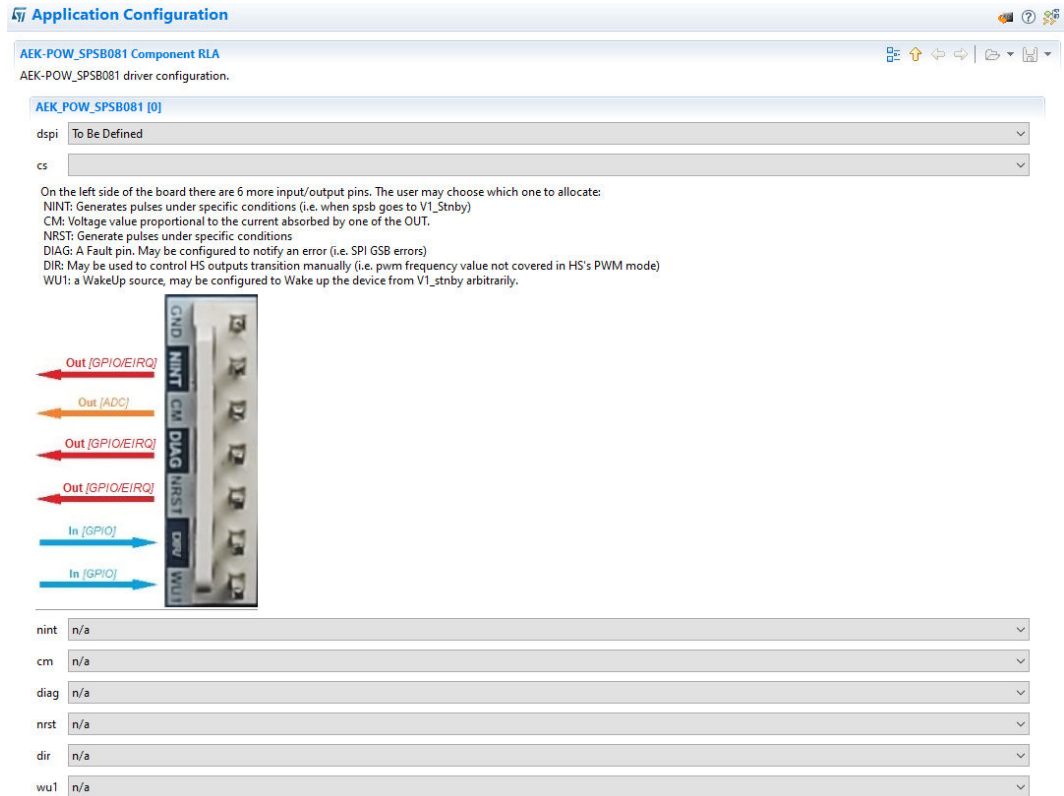 Application Configuration
AEK-POW_SPSB081 Component RLA
AEK-POW_SPSB081 driver configuration.
AEK_POW_SPSB081 [0]
dspi To Be Defined
cs
On the left side of the board there are 6 more input/output pins. The user may choose which one to allocate:
NINT: Generates pulses under specific conditions (i.e. when spsb goes to V1_Stnby)
CM: Voltage value proportional to the current absorbed by one of the OUT.
NRST: Generate pulses under specific conditions
DIAG: A Fault pin. May be configured to notify an error (i.e. SPI GSB errors)
DIR: May be used to control HS outputs transition manually (i.e. pwm frequency value not covered in HS's PWM mode)
WU1: a WakeUp source, may be configured to Wake up the device from V1_stnby arbitrarily.
GND
Out [GPIO/EIRQ] NINT
Out [ADC] CM
Out [GPIO/EIRQ] DIAG
Out [GPIO/EIRQ] NRST
In [GPIO]
In [GPIO] WU1
nint n/a
cm n/a
diag n/a
nrst n/a
dir n/a
wu1 n/a